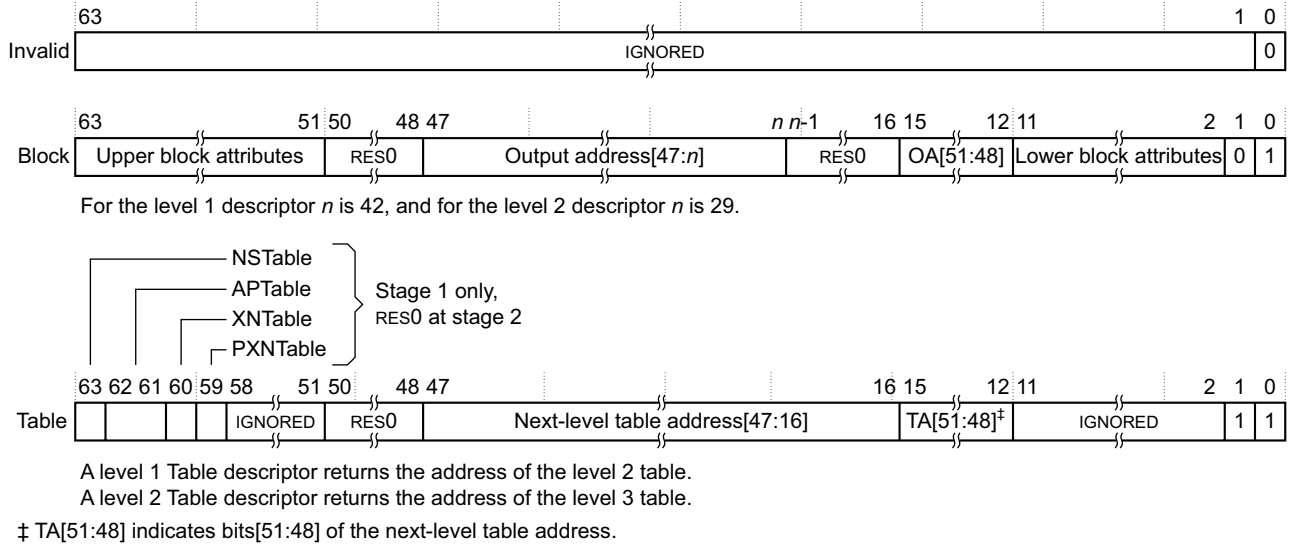 63 1 0
Invalid IGNORED 0
63 51 50 48 47 n n-1 16 15 12 11 2 1 0
Block Upper block attributes RES0 Output address[47:n] RES0 OA[51:48] Lower block attributes 0 1
For the level 1 descriptor n is 42, and for the level 2 descriptor n is 29.
NSTable
APTable
XNTable
PXNTable
Stage 1 only,
RES0 at stage 2
63 62 61 60 59 58 51 50 48 47 16 15 12 11 2 1 0
Table IGNORED RES0 Next-level table address[47:16] TA[51:48]‡ IGNORED 1 1
A level 1 Table descriptor returns the address of the level 2 table.
A level 2 Table descriptor returns the address of the level 3 table.
‡ TA[51:48] indicates bits[51:48] of the next-level table address.